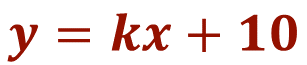 y = kx + 10